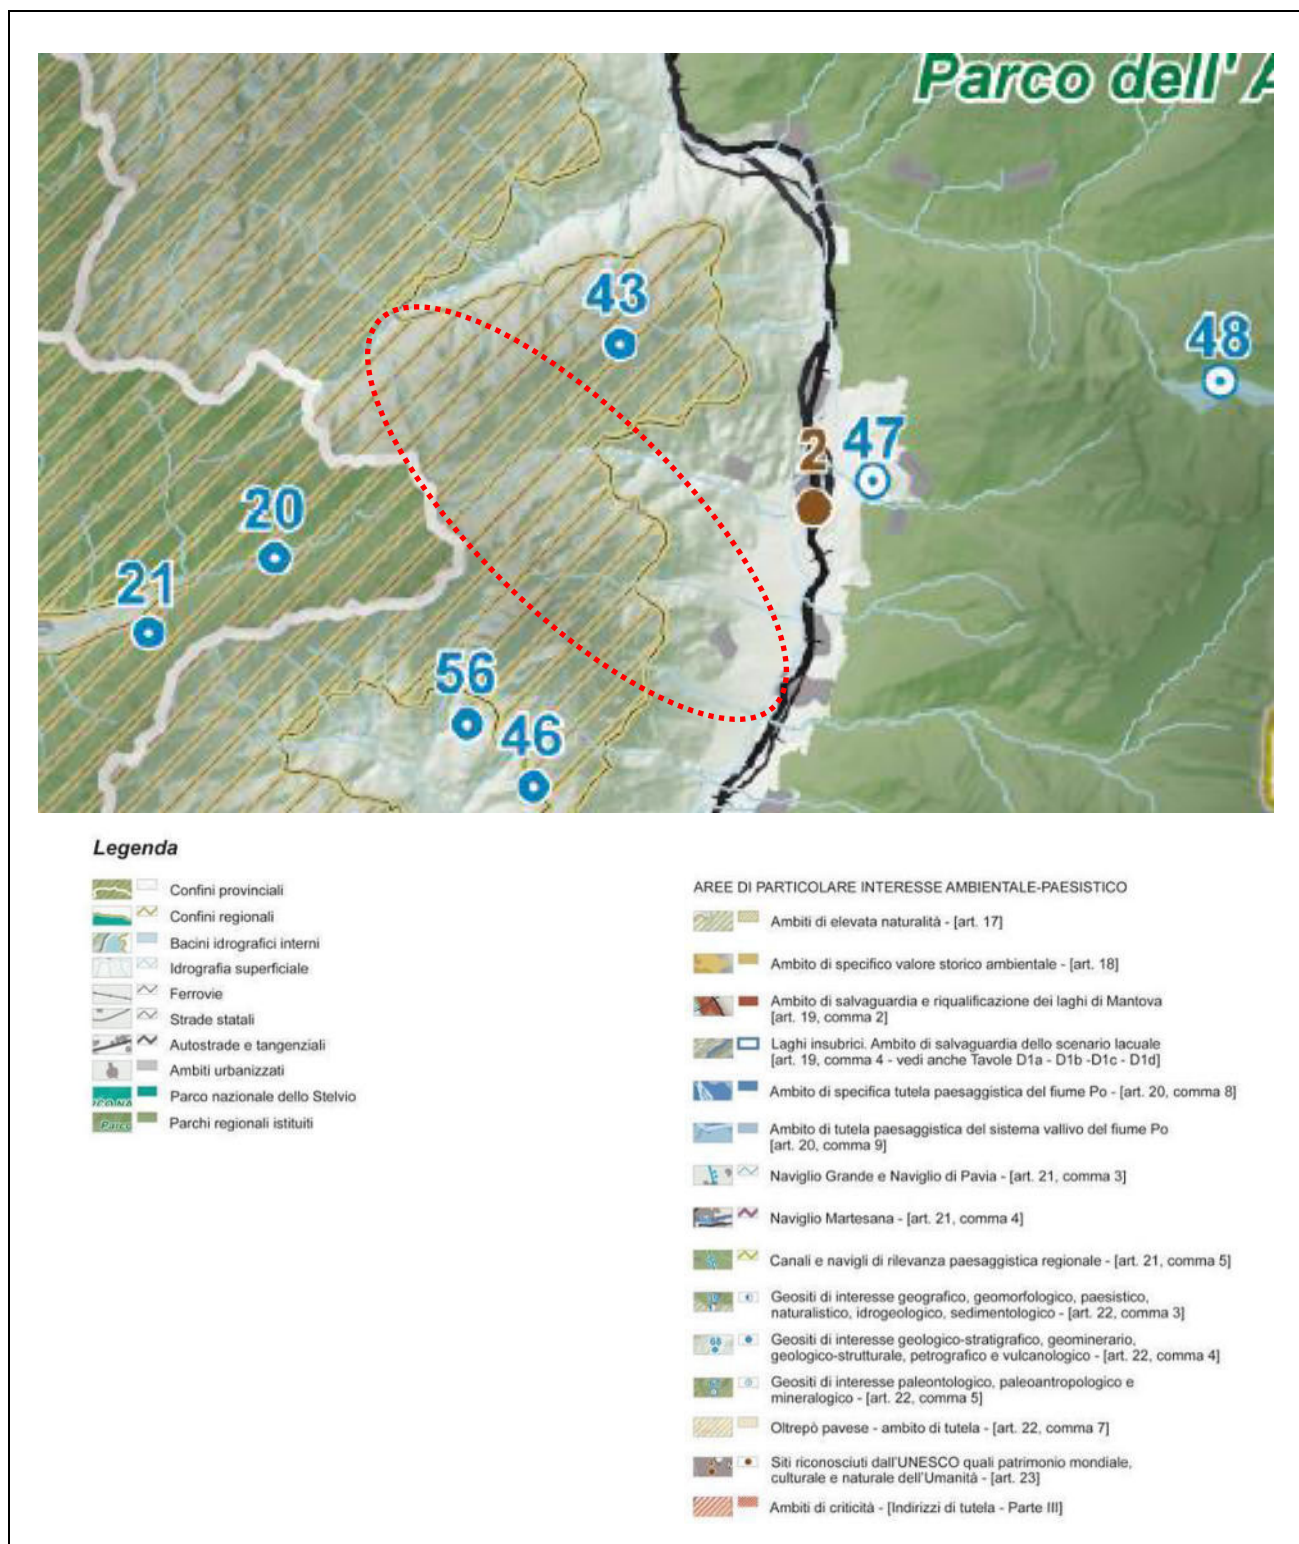 Parco dell' A
43
48
2
47
20
21
56
46
Legenda
Confini provinciali
Confini regionali
Bacini idrografici interni
Idrografia superficiale
Ferrovie
Strade statali
Autostrade e tangenziali
Ambiti urbanizzati
Parco nazionale dello Stelvio
Parco
Parchi regionali istituiti
AREE DI PARTICOLARE INTERESSE AMBIENTALE-PAESISTICO
Ambiti di elevata naturalità - [art. 17]
Ambito di specifico valore storico ambientale - [art. 18]
Ambito di salvaguardia e riqualificazione dei laghi di Mantova
[art. 19, comma 2]
Laghi insubrici. Ambito di salvaguardia dello scenario lacuale
[art. 19, comma 4 - vedi anche Tavole D1a - D1b -D1c - D1d]
Ambito di specifica tutela paesaggistica del fiume Po - [art. 20, comma 8]
Ambito di tutela paesaggistica del sistema vallivo del fiume Po
[art. 20, comma 9]
Naviglio Grande e Naviglio di Pavia - [art. 21, comma 3]
Naviglio Martesana - [art. 21, comma 4]
Canali e navigli di rilevanza paesaggistica regionale - [art. 21, comma 5]
Geositi di interesse geografico, geomorfologico, paesistico,
naturalistico, idrogeologico, sedimentologico - [art. 22, comma 3]
68
Geositi di interesse geologico-stratigrafico, geominerario,
geologico-strutturale, petrografico e vulcanologico - [art. 22, comma 4]
Geositi di interesse paleontologico, paleoantropologico e
mineralogico - [art. 22, comma 5]
Oltrepò pavese - ambito di tutela - [art. 22, comma 7]
Siti riconosciuti dall'UNESCO quali patrimonio mondiale,
culturale e naturale dell'Umanità - [art. 23]
Ambiti di criticità - [Indirizzi di tutela - Parte III]